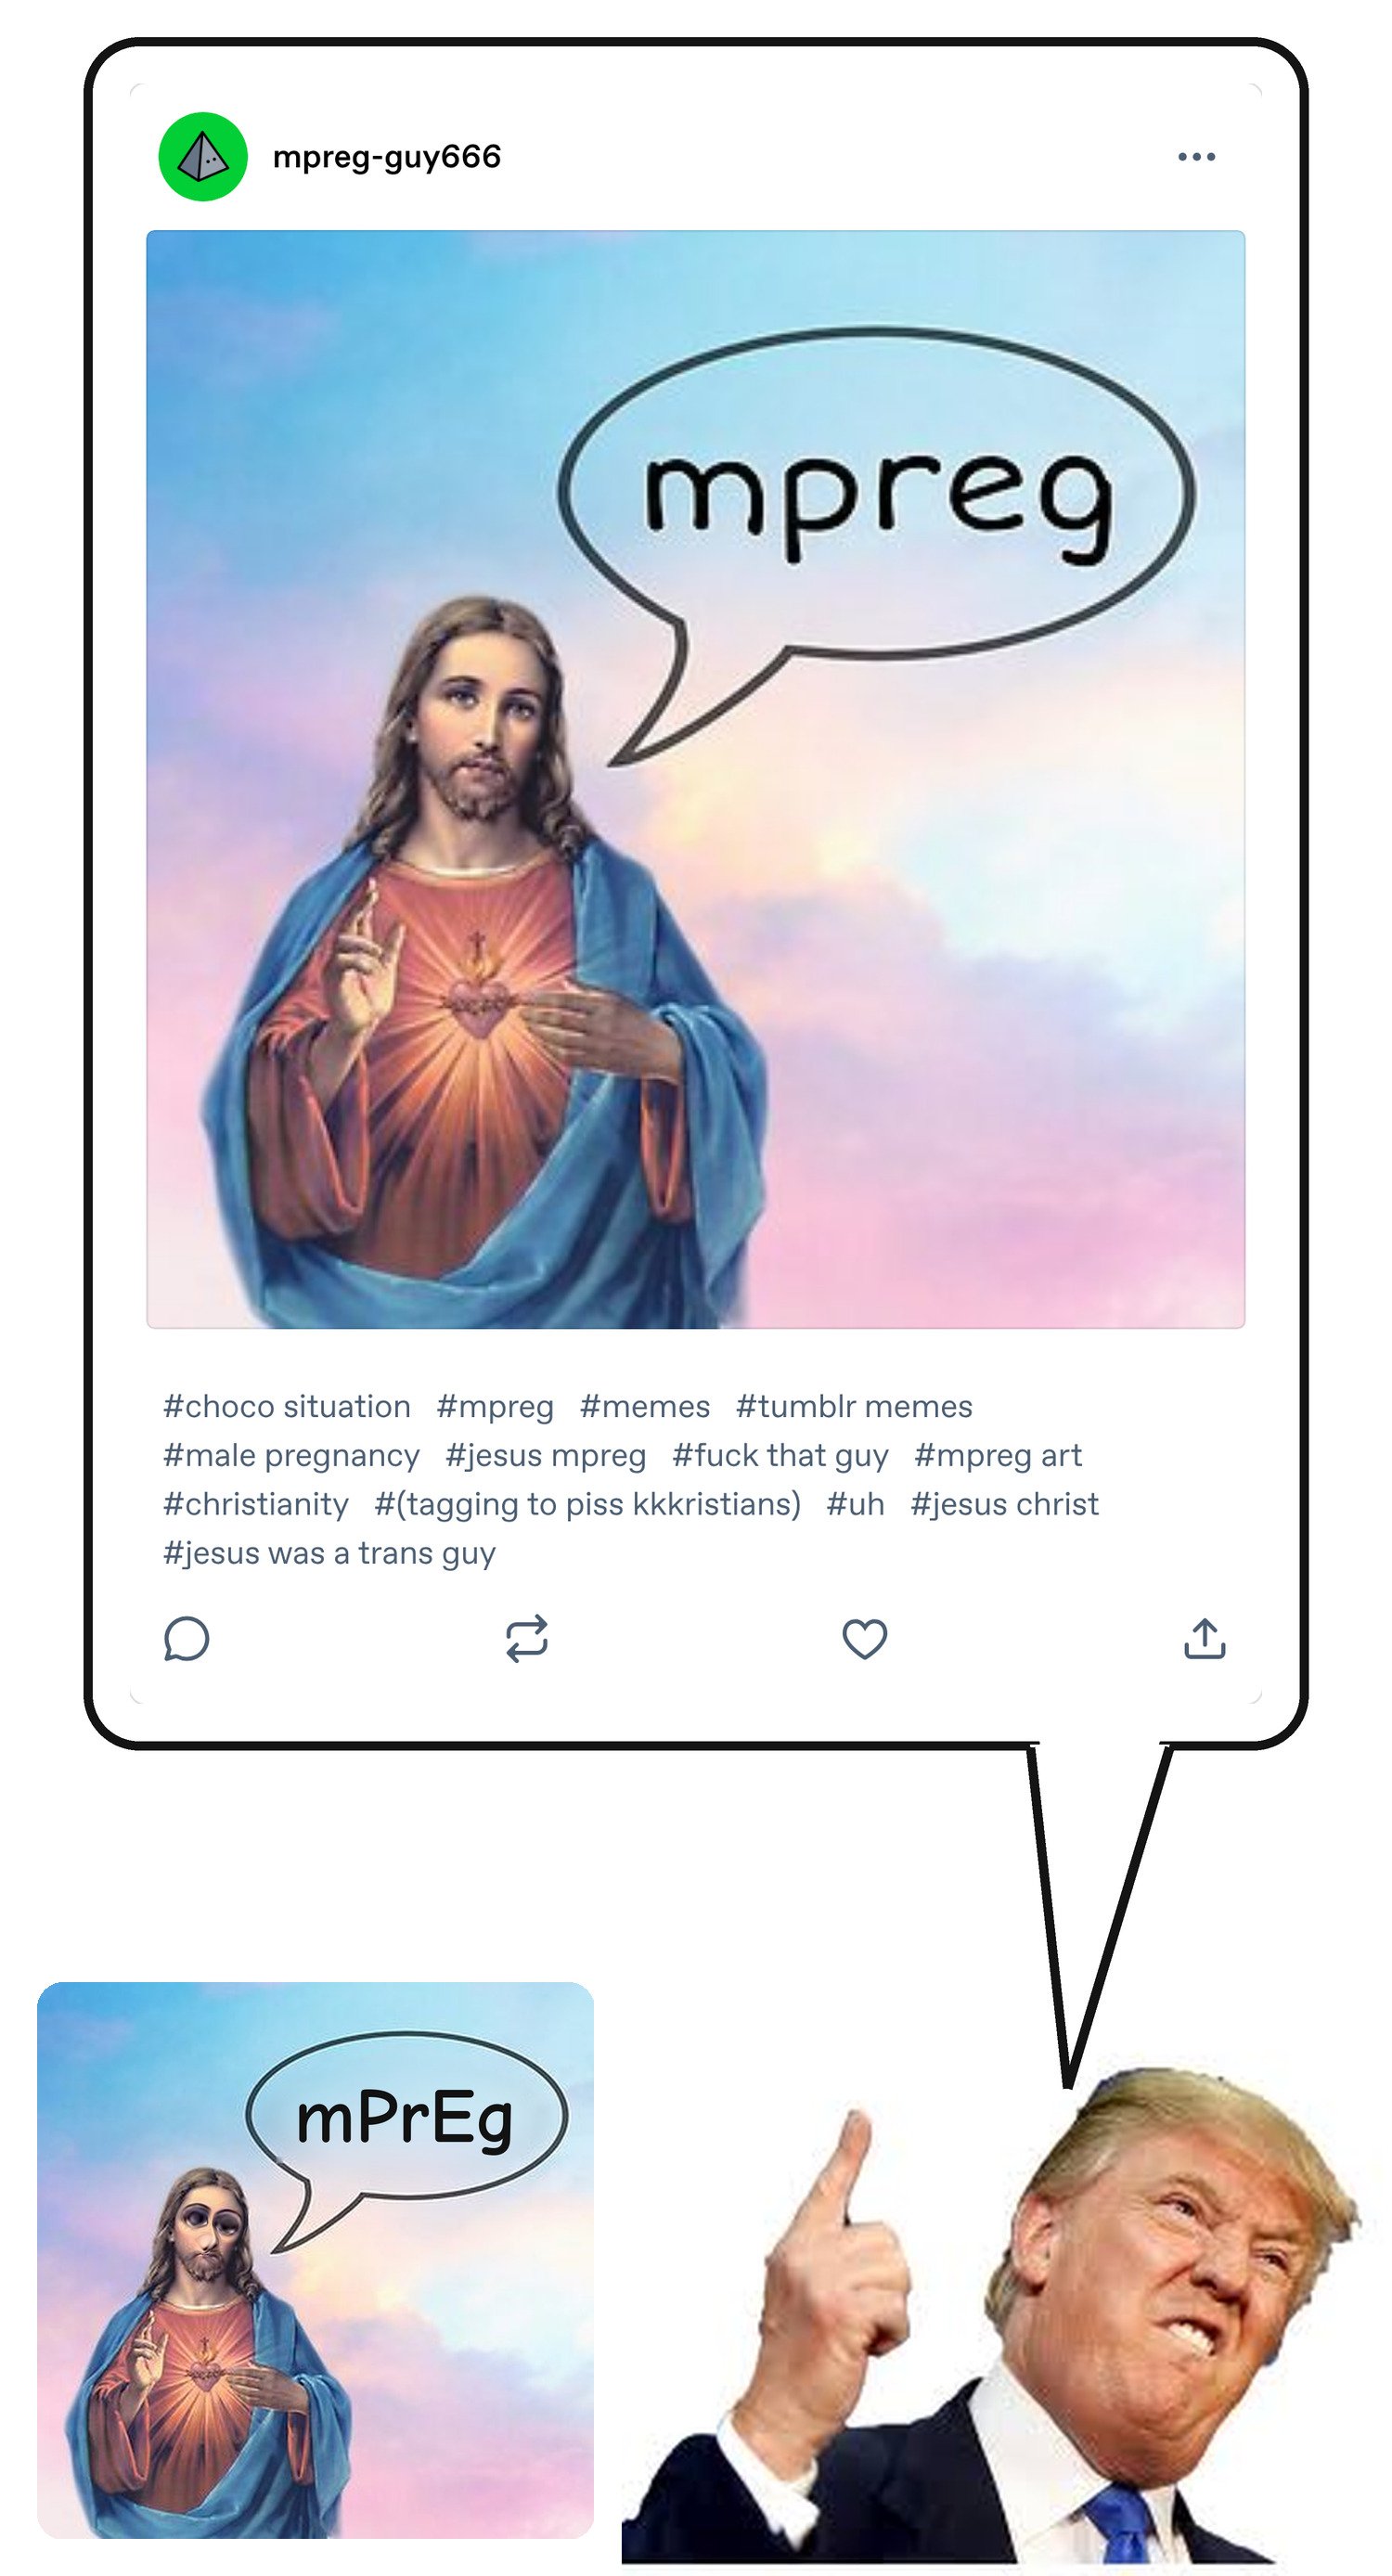 mpreg-guy666
mpreg
#choco situation #mpreg #memes #tumblr memes
#male pregnancy #jesus mpreg #fuck that guy #mpreg art
#christianity #(tagging to piss kkkristians) #uh #jesus christ
#jesus was a trans guy
mPrEg